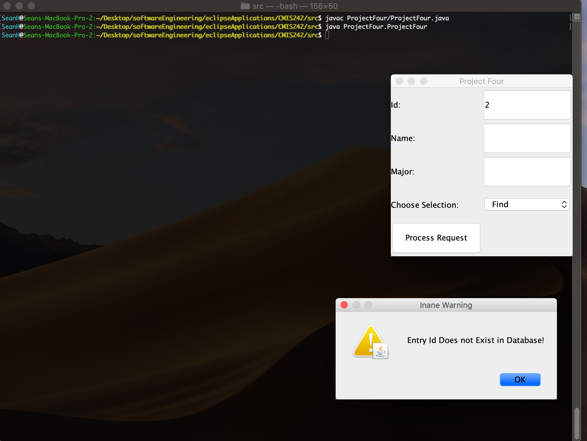 src — -bash — 156×50
SeanH@Seans-MacBook-Pro-2:~/Desktop/softwareEngineering/eclipseApplications/CMIS242/src$ javac ProjectFour/ProjectFour.java
SeanH@Seans-MacBook-Pro-2:~/Desktop/softwareEngineering/eclipseApplications/CMIS242/src$ java ProjectFour.ProjectFour
SeanH@Seans-MacBook-Pro-2:~/Desktop/softwareEngineering/eclipseApplications/CMIS242/src$
Project Four
Id: 2
Name:
Major:
Choose Selection: Find
Process Request
Inane Warning
Entry Id Does not Exist in Database!
OK